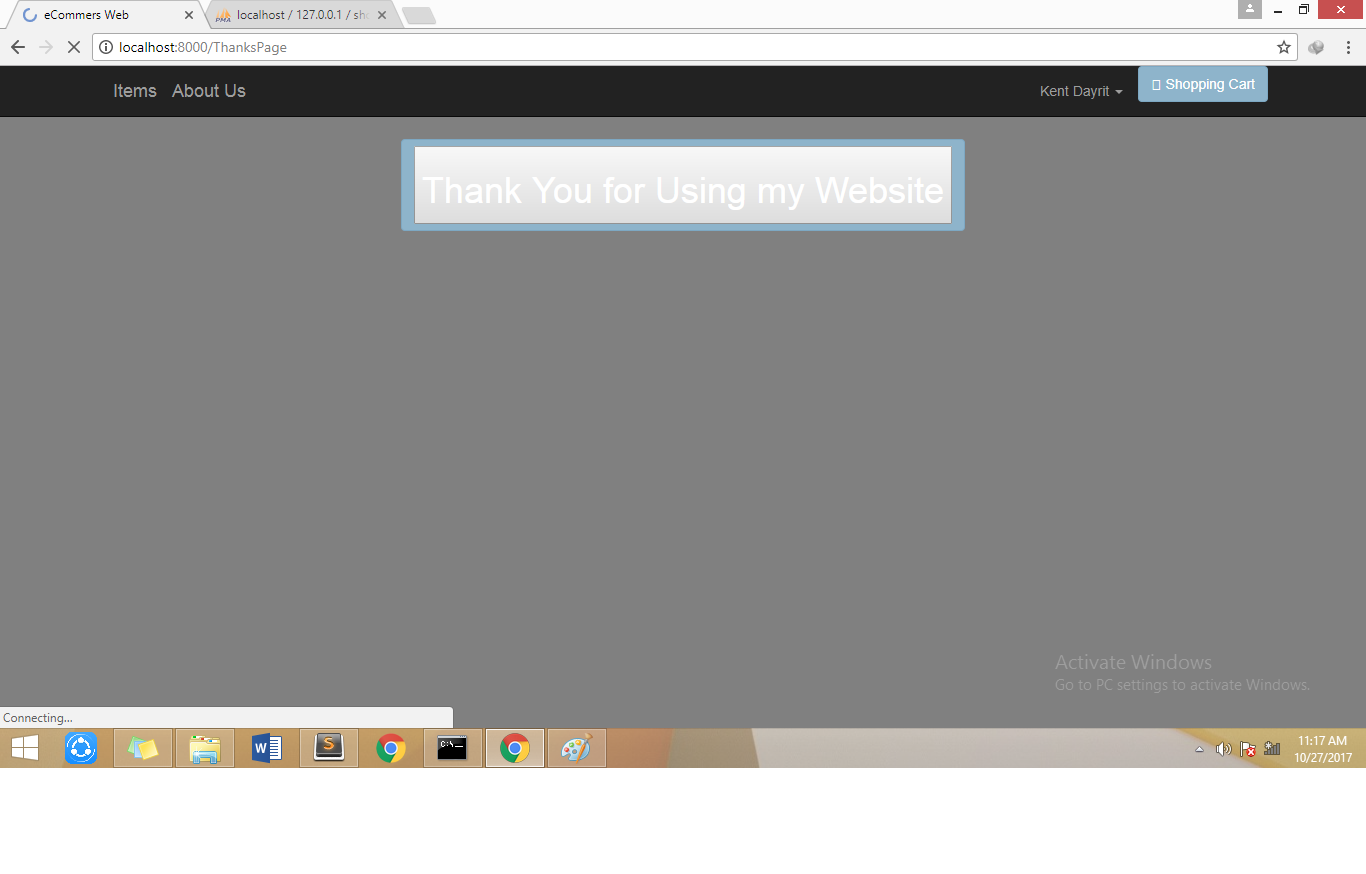 eCommers Web
localhost / 127.0.0.1 / sh
localhost:8000/ThanksPage
Items About Us Kent Dayrit Shopping Cart
Thank You for Using my Website
Activate Windows
Go to PC settings to activate Windows.
Connecting...
11:17 AM
10/27/2017